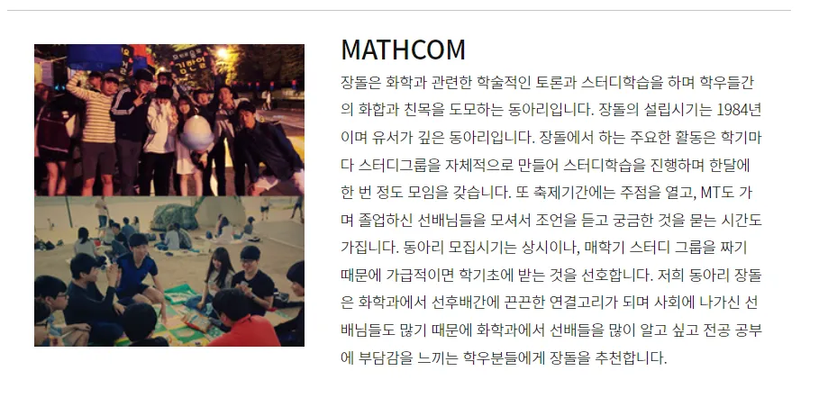 MATHCOM
장돌은 화학과 관련한 학술적인 토론과 스터디학습을 하며 학우들간
의 화합과 친목을 도모하는 동아리입니다. 장돌의 설립시기는 1984년
이며 유서가 깊은 동아리입니다. 장돌에서 하는 주요한 활동은 학기마
다 스터디그룹을 자체적으로 만들어 스터디학습을 진행하며 한달에
한 번 정도 모임을 갖습니다. 또 축제기간에는 주점을 열고, MT도 가
며 졸업하신 선배님들을 모셔서 조언을 듣고 궁금한 것을 묻는 시간도
가집니다. 동아리 모집시기는 상시이나, 매학기 스터디 그룹을 짜기
때문에 가급적이면 학기초에 받는 것을 선호합니다. 저희 동아리 장돌
은 화학과에서 선후배간에 끈끈한 연결고리가 되며 사회에 나가신 선
배님들도 많기 때문에 화학과에서 선배들을 많이 알고 싶고 전공 공부
에 부담감을 느끼는 학우분들에게 장돌을 추천합니다.